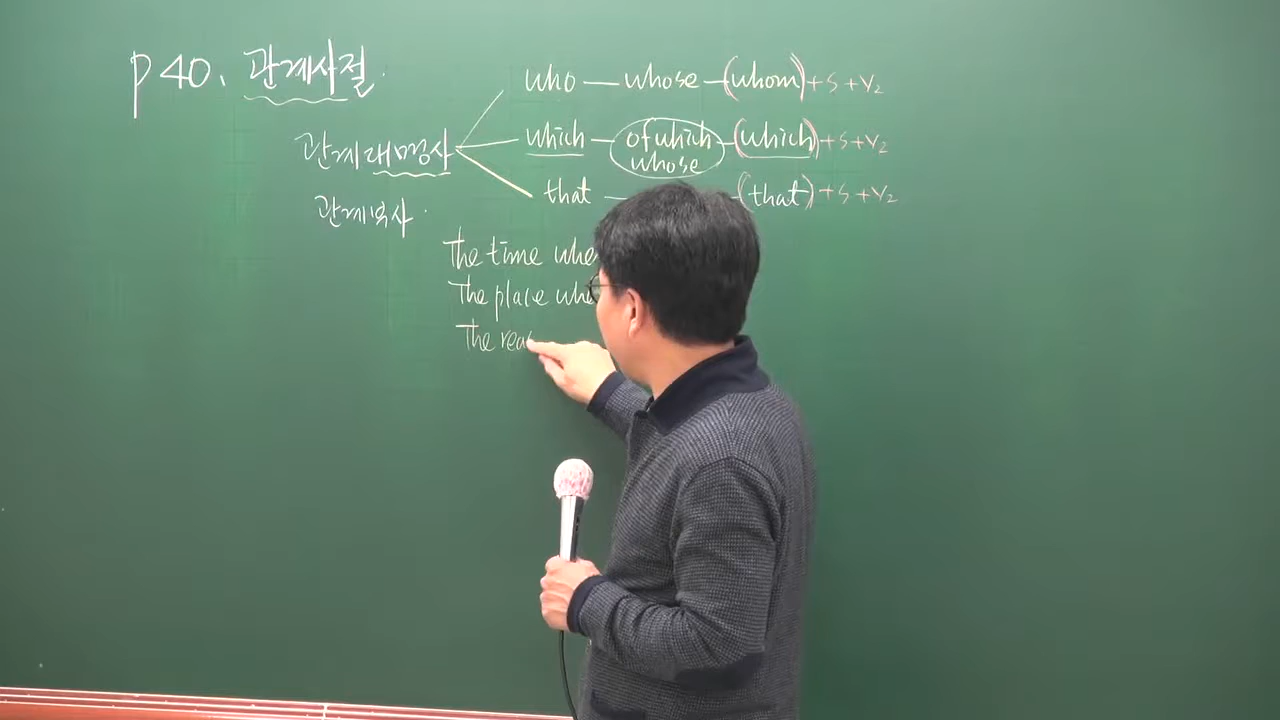 p40. 관계사절.
who — whose — (whom) + S + V₂
관계대명사 which — of which whose — (which) + S + V₂
that — (that) + S + V₂
관계부사.
The time
The place
The